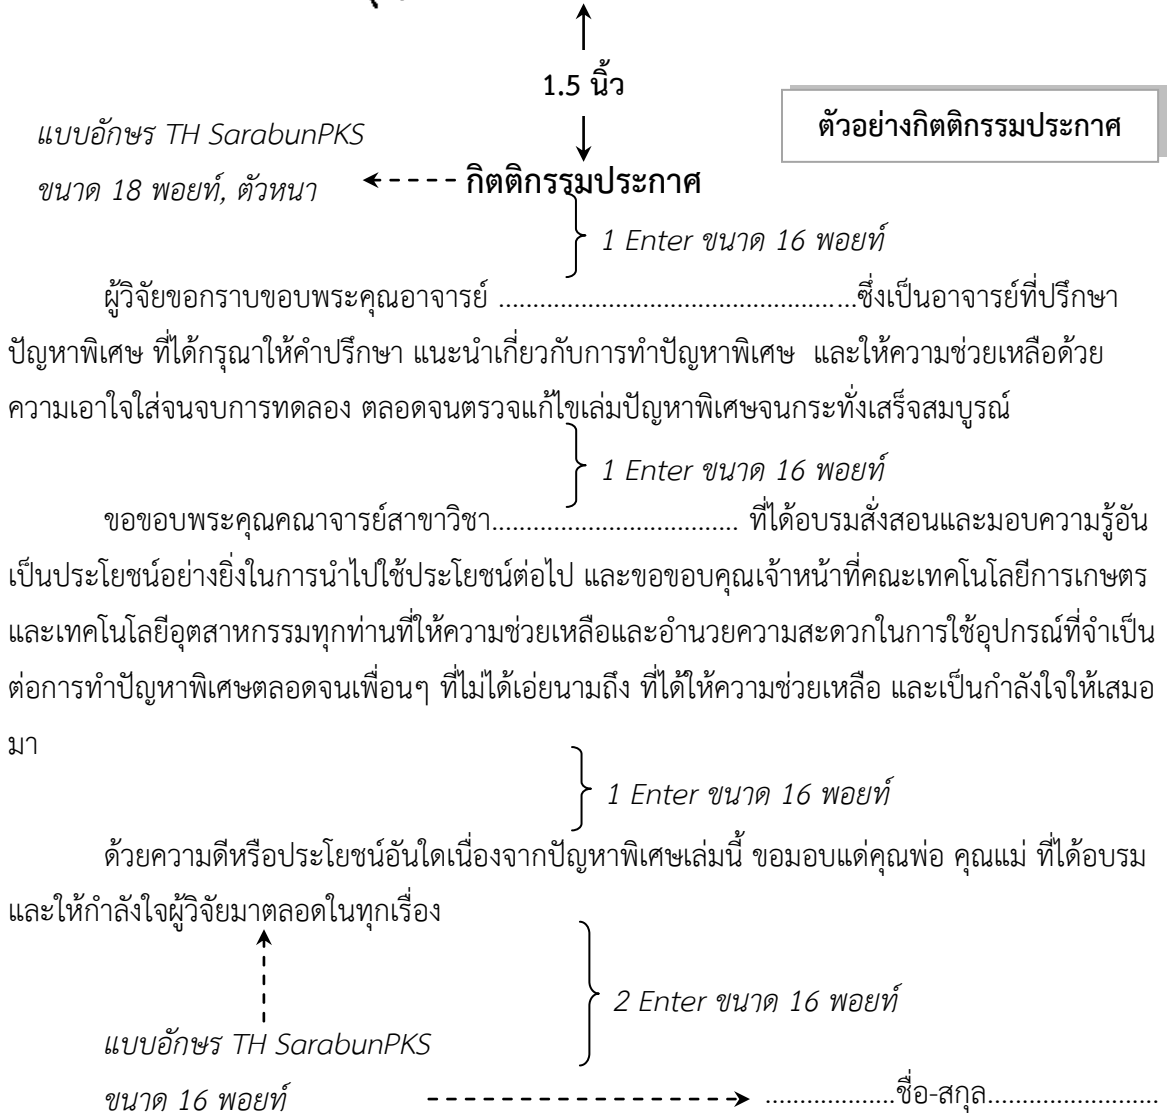 1.5 นิ้ว
ตัวอย่างกิตติกรรมประกาศ
แบบอักษร TH SarabunPKS
ขนาด 18 พอยท์, ตัวหนา
กิตติกรรมประกาศ
1 Enter ขนาด 16 พอยท์
ผู้วิจัยขอกราบขอบพระคุณอาจารย์ ....................................................ซึ่งเป็นอาจารย์ที่ปรึกษา
ปัญหาพิเศษ ที่ได้กรุณาให้คำปรึกษา แนะนำเกี่ยวกับการทำปัญหาพิเศษ และให้ความช่วยเหลือด้วย
ความเอาใจใส่จนจบการทดลอง ตลอดจนตรวจแก้ไขเล่มปัญหาพิเศษจนกระทั่งเสร็จสมบูรณ์
1 Enter ขนาด 16 พอยท์
ขอขอบพระคุณคณาจารย์สาขาวิชา.................................... ที่ได้อบรมสั่งสอนและมอบความรู้อัน
เป็นประโยชน์อย่างยิ่งในการนำไปใช้ประโยชน์ต่อไป และขอขอบคุณเจ้าหน้าที่คณะเทคโนโลยีการเกษตร
และเทคโนโลยีอุตสาหกรรมทุกท่านที่ให้ความช่วยเหลือและอำนวยความสะดวกในการใช้อุปกรณ์ที่จำเป็น
ต่อการทำปัญหาพิเศษตลอดจนเพื่อนๆ ที่ไม่ได้เอ่ยนามถึง ที่ได้ให้ความช่วยเหลือ และเป็นกำลังใจให้เสมอ
มา
1 Enter ขนาด 16 พอยท์
ด้วยความดีหรือประโยชน์อันใดเนื่องจากปัญหาพิเศษเล่มนี้ ขอมอบแด่คุณพ่อ คุณแม่ ที่ได้อบรม
และให้กำลังใจผู้วิจัยมาตลอดในทุกเรื่อง
2 Enter ขนาด 16 พอยท์
แบบอักษร TH SarabunPKS
ขนาด 16 พอยท์
...................ชื่อ-สกุล.........................